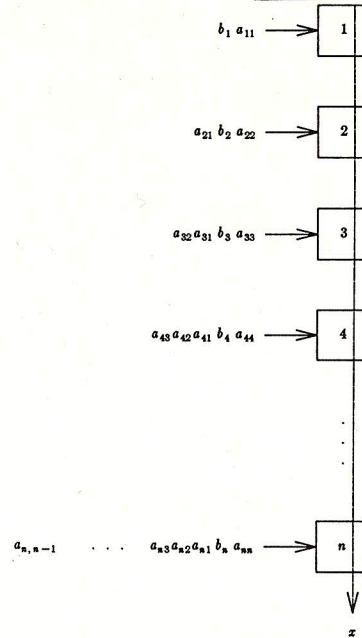 b₁ a₁₁ 1
a₂₁ b₂ a₂₂ 2
a₃₂ a₃₁ b₃ a₃₃ 3
a₄₃ a₄₂ a₄₁ b₄ a₄₄ 4
.
.
.
aₙ,ₙ₋₁ . . . aₙ₃ aₙ₂ aₙ₁ bₙ aₙₙ n
x